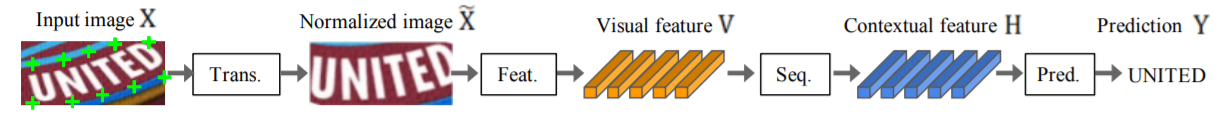 Input image X
Normalized image X̃
Visual feature V
Contextual feature H
Prediction Y
UNITED
Trans.
UNITED
Feat.
Seq.
Pred.
UNITED